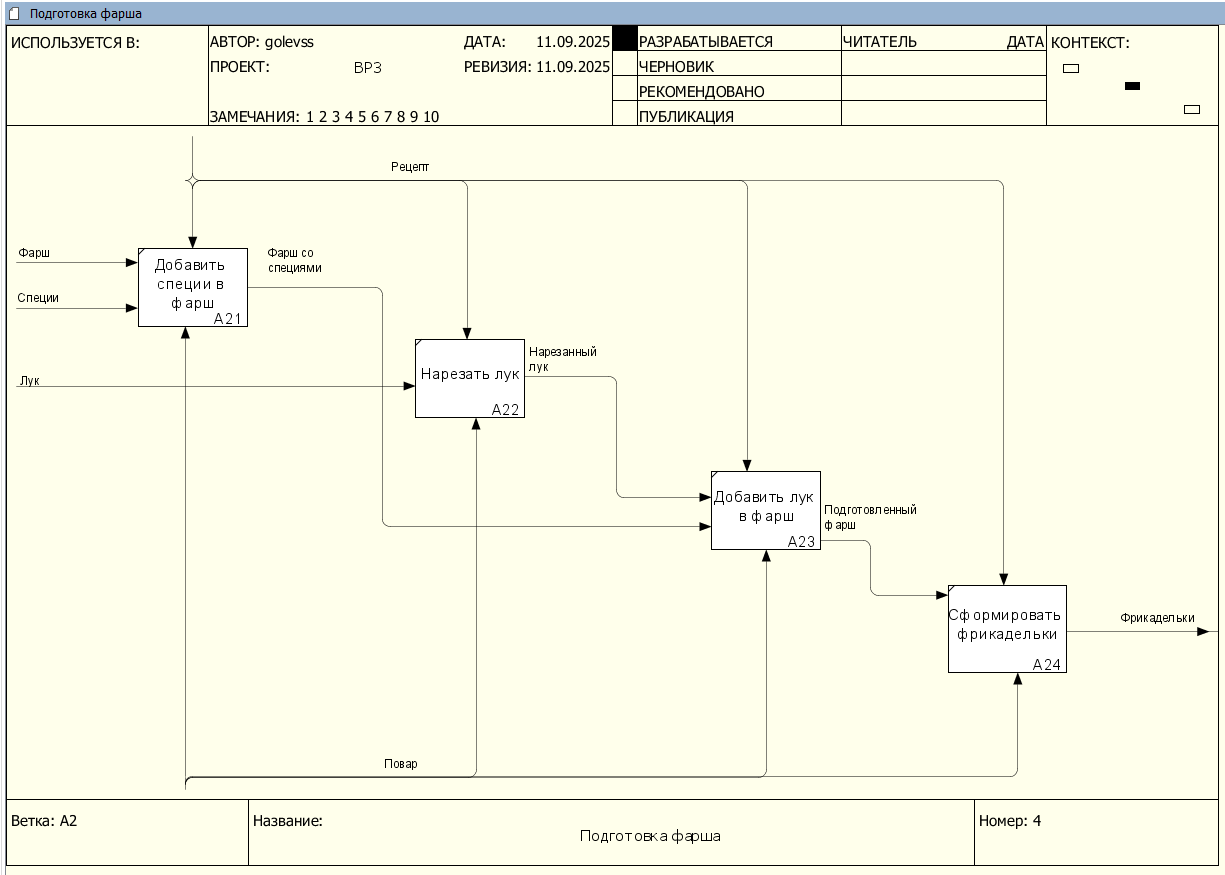 Подготовка фарша
ИСПОЛЬЗУЕТСЯ В:
АВТОР: golevss
ДАТА: 11.09.2025
ПРОЕКТ: ВРЗ
РЕВИЗИЯ: 11.09.2025
ЗАМЕЧАНИЯ: 1 2 3 4 5 6 7 8 9 10
РАЗРАБАТЫВАЕТСЯ
ЧЕРНОВИК
РЕКОМЕНДОВАНО
ПУБЛИКАЦИЯ
ЧИТАТЕЛЬ ДАТА
КОНТЕКСТ:
Рецепт
Фарш
Специи
Добавить
специи в
фарш
A21
Фарш со
специями
Лук
Нарезать лук
A22
Нарезанный
лук
Добавить лук
в фарш
A23
Подготовленный
фарш
Сформировать
фрикадельки
A24
Фрикадельки
Повар
Ветка: A2
Название:
Подготовка фарша
Номер: 4